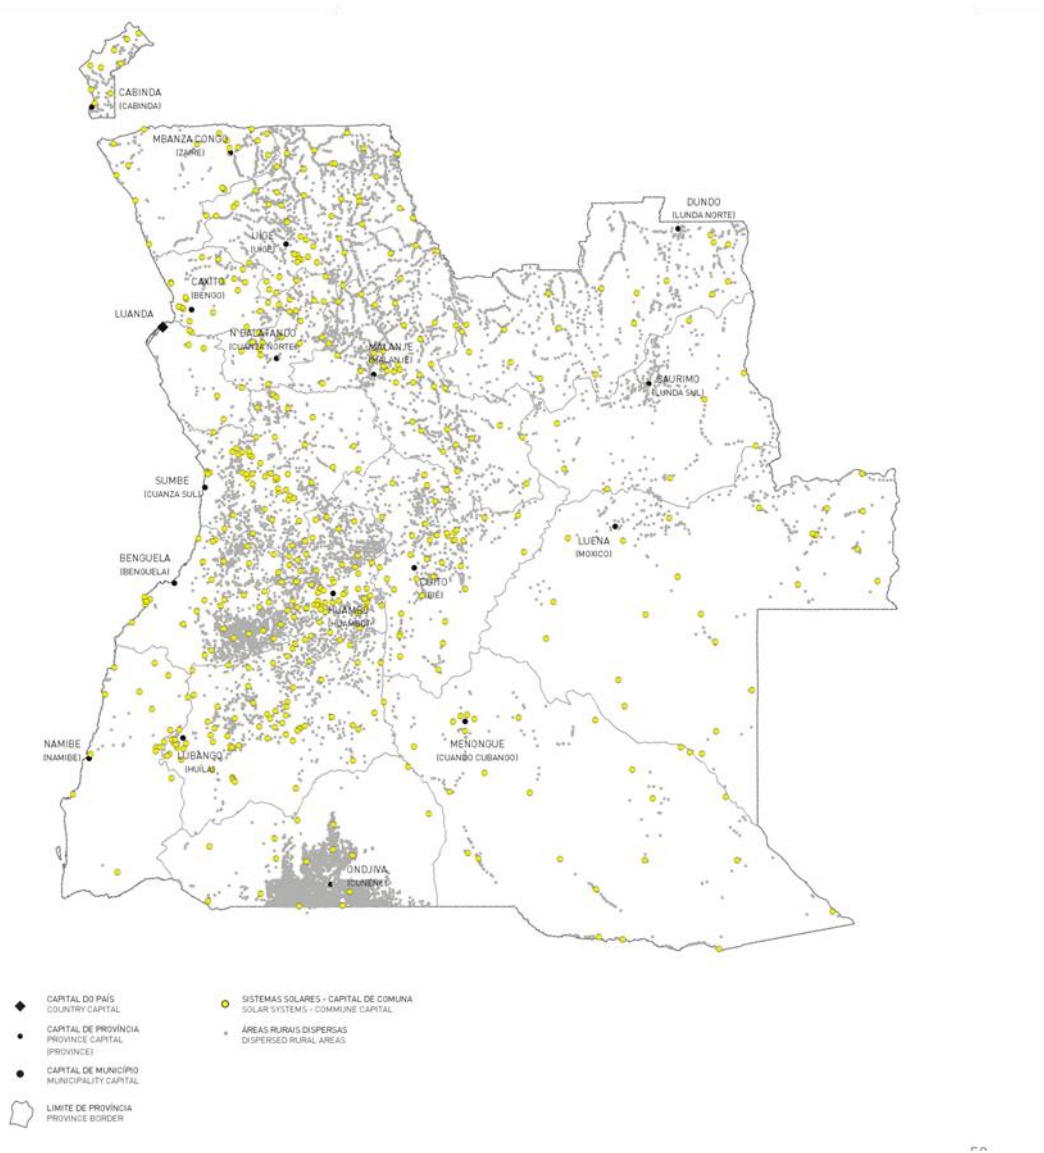 CABINDA
(CABINDA)
MBANZA CONGO
(ZAIRE)
DUNDO
(LUNDA NORTE)
UÍGE
(UÍGE)
CAXITO
(BENGO)
LUANDA
N'DALATANDO
(CUANZA NORTE)
MALANJE
(MALANJE)
SAURIMO
(LUNDA SUL)
SUMBE
(CUANZA SUL)
LUENA
(MOXICO)
BENGUELA
(BENGUELA)
CUITO
(BIÉ)
HUAMBO
(HUAMBO)
NAMIBE
(NAMIBE)
LUBANGO
(HUÍLA)
MENONGUE
(CUANDO CUBANGO)
ONDJIVA
(CUNENE)
CAPITAL DO PAÍS
COUNTRY CAPITAL
CAPITAL DE PROVÍNCIA
PROVINCE CAPITAL
(PROVINCE)
CAPITAL DE MUNICÍPIO
MUNICIPALITY CAPITAL
LIMITE DE PROVÍNCIA
PROVINCE BORDER
SISTEMAS SOLARES - CAPITAL DE COMUNA
SOLAR SYSTEMS - COMMUNE CAPITAL
ÁREAS RURAIS DISPERSAS
DISPERSED RURAL AREAS